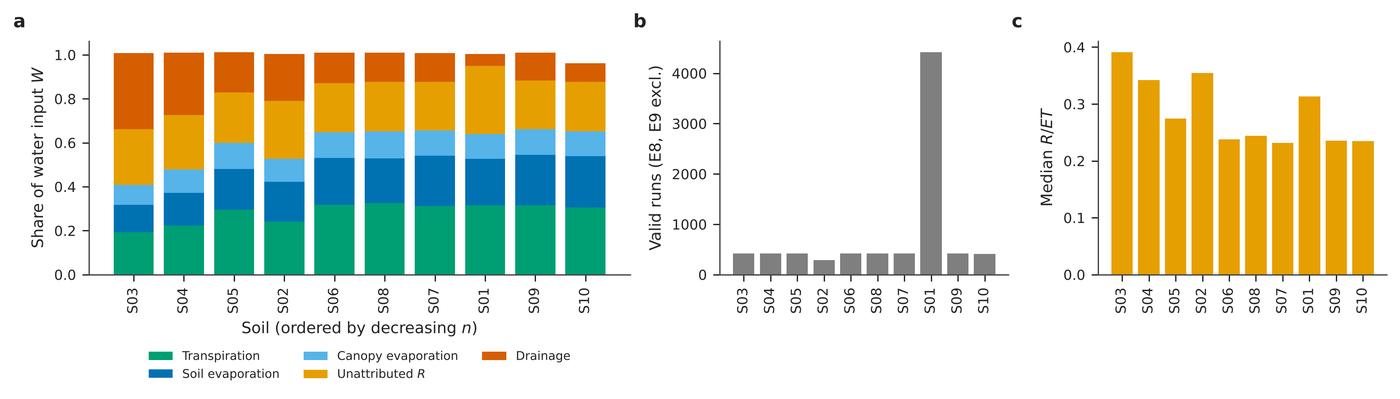 a
Share of water input W
1.0
0.8
0.6
0.4
0.2
0.0
S03
S04
S05
S02
S06
S08
S07
S01
S09
S10
Soil (ordered by decreasing n)
Transpiration
Soil evaporation
Canopy evaporation
Unattributed R
Drainage
b
Valid runs (E8, E9 excl.)
4000
3000
2000
1000
0
S03
S04
S05
S02
S06
S08
S07
S01
S09
S10
c
Median R/ET
0.4
0.3
0.2
0.1
0.0
S03
S04
S05
S02
S06
S08
S07
S01
S09
S10